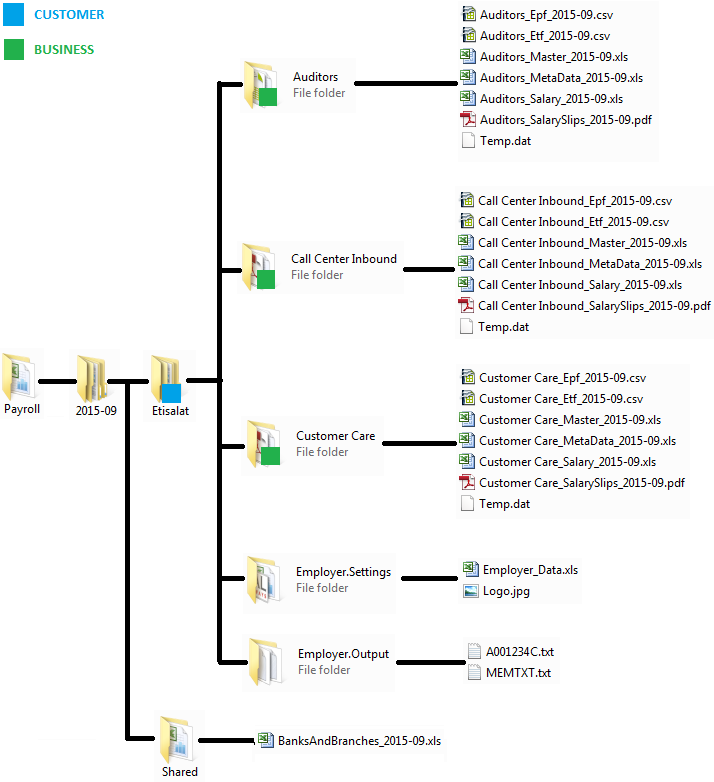 CUSTOMER
BUSINESS
Auditors
File folder
Auditors_Epf_2015-09.csv
Auditors_Etf_2015-09.csv
Auditors_Master_2015-09.xls
Auditors_MetaData_2015-09.xls
Auditors_Salary_2015-09.xls
Auditors_SalarySlips_2015-09.pdf
Temp.dat
Call Center Inbound
File folder
Call Center Inbound_Epf_2015-09.csv
Call Center Inbound_Etf_2015-09.csv
Call Center Inbound_Master_2015-09.xls
Call Center Inbound_MetaData_2015-09.xls
Call Center Inbound_Salary_2015-09.xls
Call Center Inbound_SalarySlips_2015-09.pdf
Temp.dat
Payroll
2015-09
Etisalat
Customer Care
File folder
Customer Care_Epf_2015-09.csv
Customer Care_Etf_2015-09.csv
Customer Care_Master_2015-09.xls
Customer Care_MetaData_2015-09.xls
Customer Care_Salary_2015-09.xls
Customer Care_SalarySlips_2015-09.pdf
Temp.dat
Employer.Settings
File folder
Employer_Data.xls
Logo.jpg
Employer.Output
File folder
A001234C.txt
MEMTXT.txt
Shared
BanksAndBranches_2015-09.xls